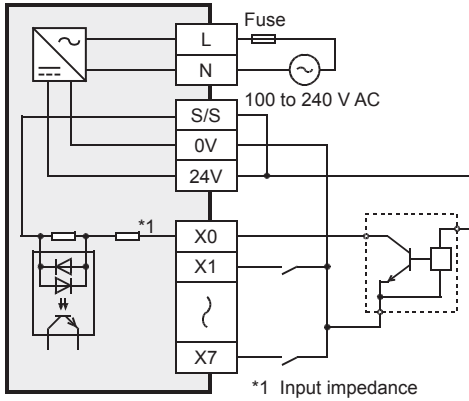 Fuse
L
N
100 to 240 V AC
S/S
0V
24V
*1
X0
X1
X7
*1 Input impedance